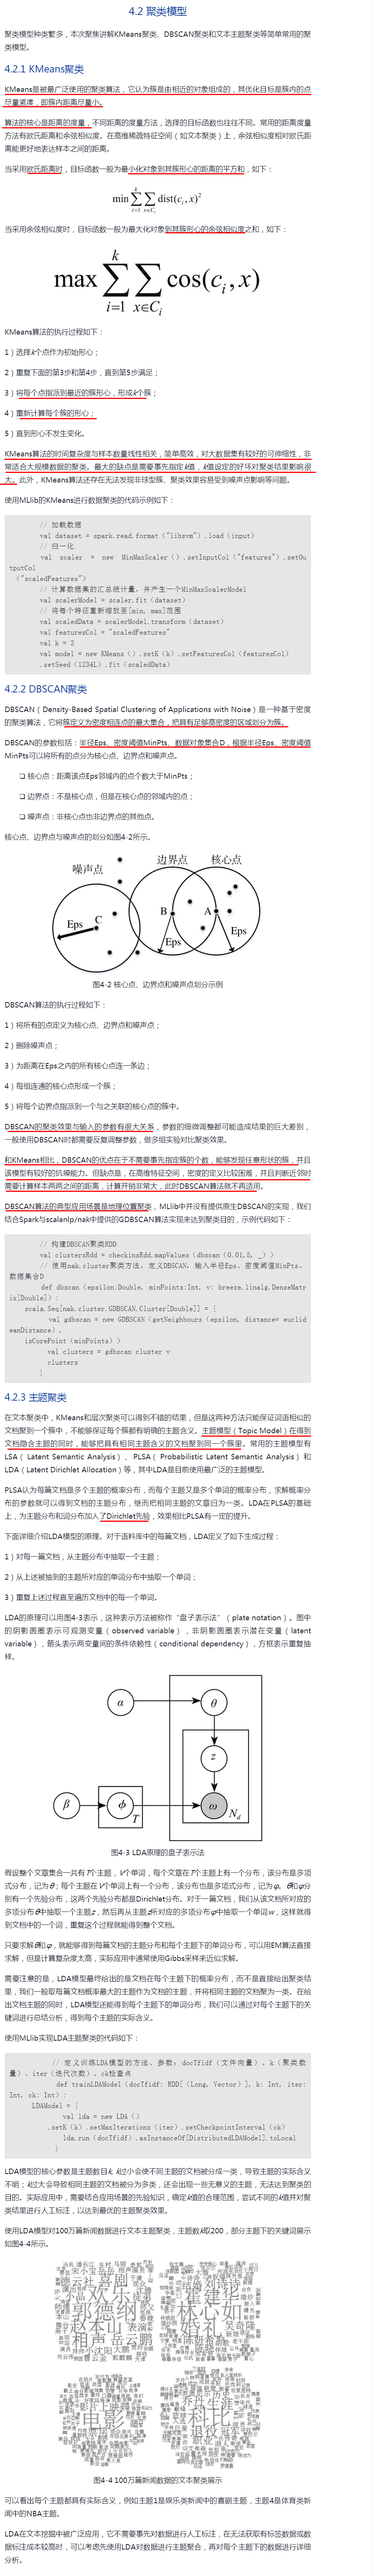 4.2 聚类模型
聚类模型种类繁多，本次聚焦讲解KMeans聚类、DBSCAN聚类和文本主题聚类等简单常用的聚
类模型。
4.2.1 KMeans聚类
KMeans是被最广泛使用的聚类算法，它认为簇是由相近的对象组成的，其优化目标是簇内的点
尽量紧凑，即簇内距离尽量小。
算法的核心是距离的度量，不同距离的度量方法，选择的目标函数也往往不同。常用的距离度量
方法有欧氏距离和余弦相似度。在高维稀疏特征空间（如文本聚类）上，余弦相似度相对欧氏距
离能更好地表达样本之间的距离。
当采用欧氏距离时，目标函数一般为最小化对象到其簇形心的距离的平方和，如下：
min∑∑dist(cᵢ,x)²
i=1 x∈Cᵢ
当采用余弦相似度时，目标函数一般为最大化对象到其簇形心的余弦相似度之和，如下：
k
max∑∑cos(cᵢ,x)
i=1 x∈Cᵢ
KMeans算法的执行过程如下：
1）选择k个点作为初始形心；
2）重复下面的第3步和第4步，直到第5步满足；
3）将每个点指派到最近的簇形心，形成k个簇；
4）重新计算每个簇的形心；
5）直到形心不发生变化。
KMeans算法的时间复杂度与样本数量线性相关，简单高效，对大数据集有较好的可伸缩性，非
常适合大规模数据的聚类。最大的缺点是需要事先指定k值，k值设定的好坏对聚类结果影响很
大。此外，KMeans算法还存在无法发现非球型簇、聚类效果容易受到噪声点影响等问题。
使用MLlib的KMeans进行数据聚类的代码示例如下：
// 加载数据
val dataset = spark.read.format("libsvm").load（input）
// 归一化
val scaler = new MinMaxScaler（）.setInputCol（"features"）.setOu
tputCol
（"scaledFeatures"）
// 计算数据集的汇总统计量，并产生一个MinMaxScalerModel
val scalerModel = scaler.fit（dataset）
// 将每个特征重新缩放至[min, max]范围
val scaledData = scalerModel.transform（dataset）
val featuresCol = "scaledFeatures"
val k = 3
val model = new KMeans（）.setK（k）.setFeaturesCol（featuresCol）
.setSeed（1234L）.fit（scaledData）
4.2.2 DBSCAN聚类
DBSCAN（Density-Based Spatial Clustering of Applications with Noise）是一种基于密度
的聚类算法，它将簇定义为密度相连点的最大集合，把具有足够高密度的区域划分为簇。
DBSCAN的参数包括：半径Eps、密度阈值MinPts、数据对象集合D，根据半径Eps、密度阈值
MinPts可以将所有的点分为核心点、边界点和噪声点。
❑ 核心点：距离该点Eps邻域内的点个数大于MinPts；
❑ 边界点：不是核心点，但是在核心点的邻域内的点；
❑ 噪声点：非核心点也非边界点的其他点。
核心点、边界点与噪声点的划分如图4-2所示。
噪声点 边界点 核心点
C B A
Eps Eps Eps
图4-2 核心点、边界点和噪声点划分示例
DBSCAN算法的执行过程如下：
1）将所有的点定义为核心点、边界点和噪声点；
2）删除噪声点；
3）为距离在Eps之内的所有核心点连一条边；
4）每组连通的核心点形成一个簇；
5）将每个边界点指派到一个与之关联的核心点的簇中。
DBSCAN的聚类效果与输入的参数有很大关系，参数的细微调整都可能造成结果的巨大差别，
一般使用DBSCAN时都需要反复调整参数，做多组实验对比聚类效果。
和KMeans相比，DBSCAN的优点在于不需要事先指定簇的个数，能够发现任意形状的簇，并且
该模型有较好的抗噪能力。但缺点是，在高维特征空间，密度的定义比较困难，并且判断近邻时
需要计算样本两两之间的距离，计算开销非常大，此时DBSCAN算法就不再适用。
DBSCAN算法的典型应用场景是地理位置聚类，MLlib中并没有提供原生DBSCAN的实现，我们
结合Spark与scalanlp/nak中提供的GDBSCAN算法实现来达到聚类目的，示例代码如下：
// 构建DBSCAN聚类RDD
val clustersRdd = checkinsRdd.mapValues（dbscan（0.01,5, _））
// 使用nak.cluster聚类方法，定义DBSCAN，输入半径Eps、密度阈值MinPts、
数据集合D
def dbscan（epsilon:Double, minPoints:Int, v: breeze.linalg.DenseMatr
ix[Double]）:
scala.Seq[nak.cluster.GDBSCAN.Cluster[Double]] = {
val gdbscan = new GDBSCAN（getNeighbours（epsilon, distance= euclid
eanDistance）,
isCorePoint（minPoints））
val clusters = gdbscan cluster v
clusters
}
4.2.3 主题聚类
在文本聚类中，KMeans和层次聚类可以得到不错的结果，但是这两种方法只能保证词语相似的
文档聚到一个簇中，不能够保证每个簇都有明确的主题含义。主题模型（Topic Model）在得到
文档隐含主题的同时，能够把具有相同主题含义的文档聚到同一个簇里。常用的主题模型有
LSA（Latent Semantic Analysis）、PLSA（Probabilistic Latent Semantic Analysis）和
LDA（Latent Dirichlet Allocation）等，其中LDA是目前使用最广泛的主题模型。
PLSA认为每篇文档是多个主题的概率分布，而每个主题又是多个单词的概率分布，求解概率分
布的参数就可以得到文档的主题分布，继而把相同主题的文章归为一类。LDA在PLSA的基础
上，为主题分布和词分布加入了Dirichlet先验，效果相比PLSA有一定的提升。
下面详细介绍LDA模型的原理。对于语料库中的每篇文档，LDA定义了如下生成过程：
1）对每一篇文档，从主题分布中抽取一个主题；
2）从上述被抽到的主题所对应的单词分布中抽取一个单词；
3）重复上述过程直至遍历文档中的每一个单词。
LDA的原理可以用图4-3表示，这种表示方法被称作“盘子表示法”（plate notation）。图中
的阴影圆圈表示可观测变量（observed variable），非阴影圆圈表示潜在变量（latent
variable），箭头表示两变量间的条件依赖性（conditional dependency），方框表示重复抽
样。
α θ
z
β ϕ T ω N_d
图4-3 LDA原理的盘子表示法
假设整个文章集合一共有T个主题，V个单词，每个文章在T个主题上有一个分布，该分布是多项
式分布，记为θ；每个主题在V个单词上有一个分布，该分布也是多项式分布，记为φ。θ和φ分
别有一个先验分布，这两个先验分布都是Dirichlet分布。对于一篇文档，我们从该文档所对应的
多项分布θ中抽取一个主题z，然后再从主题z所对应的多项分布φ中抽取一个单词w，这样就得
到文档中的一个词，重复这个过程就能得到整个文档。
只要求解θ和φ，就能够得到每篇文档的主题分布和每个主题下的单词分布，可以用EM算法直接
求解，但是计算复杂度太高，实际应用中通常使用Gibbs采样来近似求解。
需要注意的是，LDA模型最终给出的是文档在每个主题下的概率分布，而不是直接给出聚类结
果，我们一般取每篇文档概率最大的主题作为文档的主题，并将相同主题的文档聚为一类。在给
出文档主题的同时，LDA模型还能得到每个主题下的单词分布，我们可以通过对每个主题下的关
键词进行总结分析，得到每个主题的实际含义。
使用MLlib实现LDA主题聚类的代码如下：
// 定义训练LDA模型的方法、参数：docTfidf（文件向量）、k（聚类数
量）、iter（迭代次数）、ck检查点
def trainLDAModel（docTfidf: RDD[（Long, Vector）], k: Int, iter:
Int, ck: Int）:
LDAModel = {
val lda = new LDA（）
.setK（k）.setMaxIterations（iter）.setCheckpointInterval（ck）
lda.run（docTfidf）.asInstanceOf[DistributedLDAModel].toLocal
}
LDA模型的核心参数是主题数目k，k过小会使不同主题的文档被分成一类，导致主题的实际含义
不明；k过大会导致相同主题的文档被分为多类，还会出现一些无意义的主题，无法达到聚类的
目的。实际应用中，需要结合应用场景的先验知识，确定k值的合理范围，尝试不同的k值并对聚
类结果进行人工标注，以达到最优的主题聚类效果。
使用LDA模型对100万篇新闻数据进行文本主题聚类，主题数k取200，部分主题下的关键词展示
如图4-4所示。
喜剧
欢乐
郭德纲
赵本山
相声 岳云鹏
霍建华
林心如
婚礼
电影
乔丹 生涯
科比
退役
图4-4 100万篇新闻数据的文本聚类展示
可以看出每个主题都具有实际含义，例如主题1是娱乐类新闻中的喜剧主题，主题4是体育类新
闻中的NBA主题。
LDA在文本挖掘中被广泛应用，它不需要事先对数据进行人工标注，在无法获取有标签数据或数
据标注成本较高时，可以考虑先使用LDA对数据进行主题聚合，再对每个主题下的数据进行详细
分析。